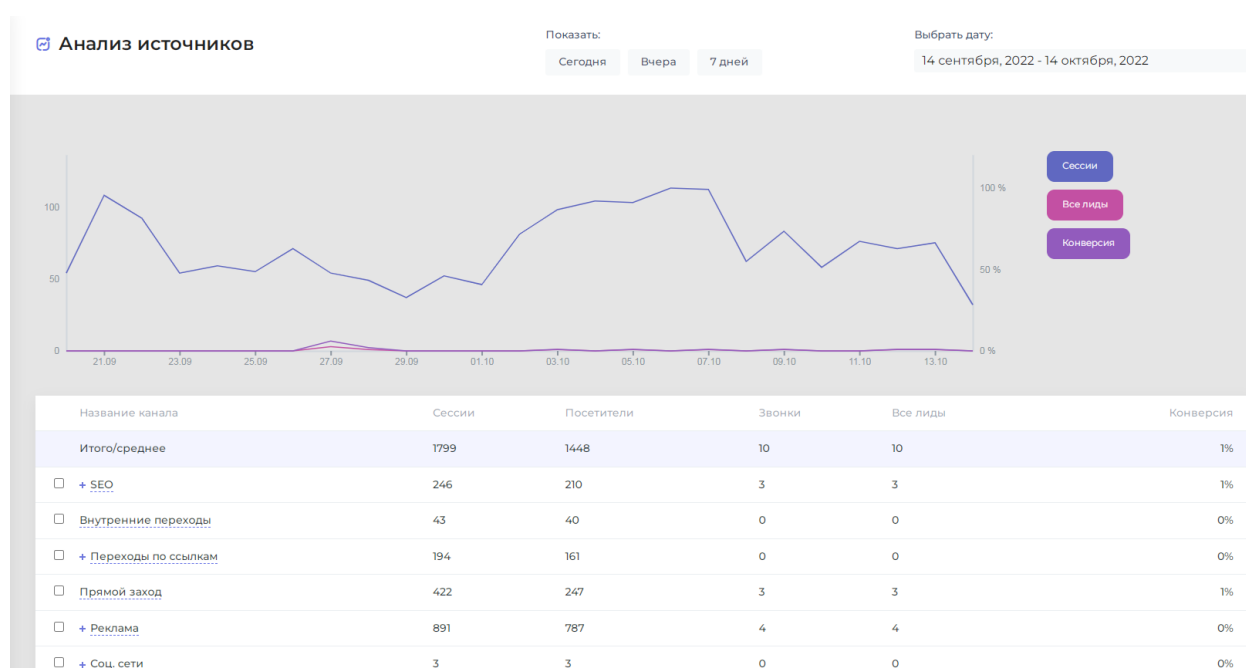 Анализ источников
Показать:
Сегодня Вчера 7 дней
Выбрать дату:
14 сентября, 2022 - 14 октября, 2022
100
50
0
100 %
50 %
0 %
21.09 23.09 25.09 27.09 29.09 01.10 03.10 05.10 07.10 09.10 11.10 13.10
Сессии
Все лиды
Конверсия
Название канала Сессии Посетители Звонки Все лиды Конверсия
Итого/среднее 1799 1448 10 10 1%
+ SEO 246 210 3 3 1%
Внутренние переходы 43 40 0 0 0%
+ Переходы по ссылкам 194 161 0 0 0%
Прямой заход 422 247 3 3 1%
+ Реклама 891 787 4 4 0%
+ Соц. сети 3 3 0 0 0%